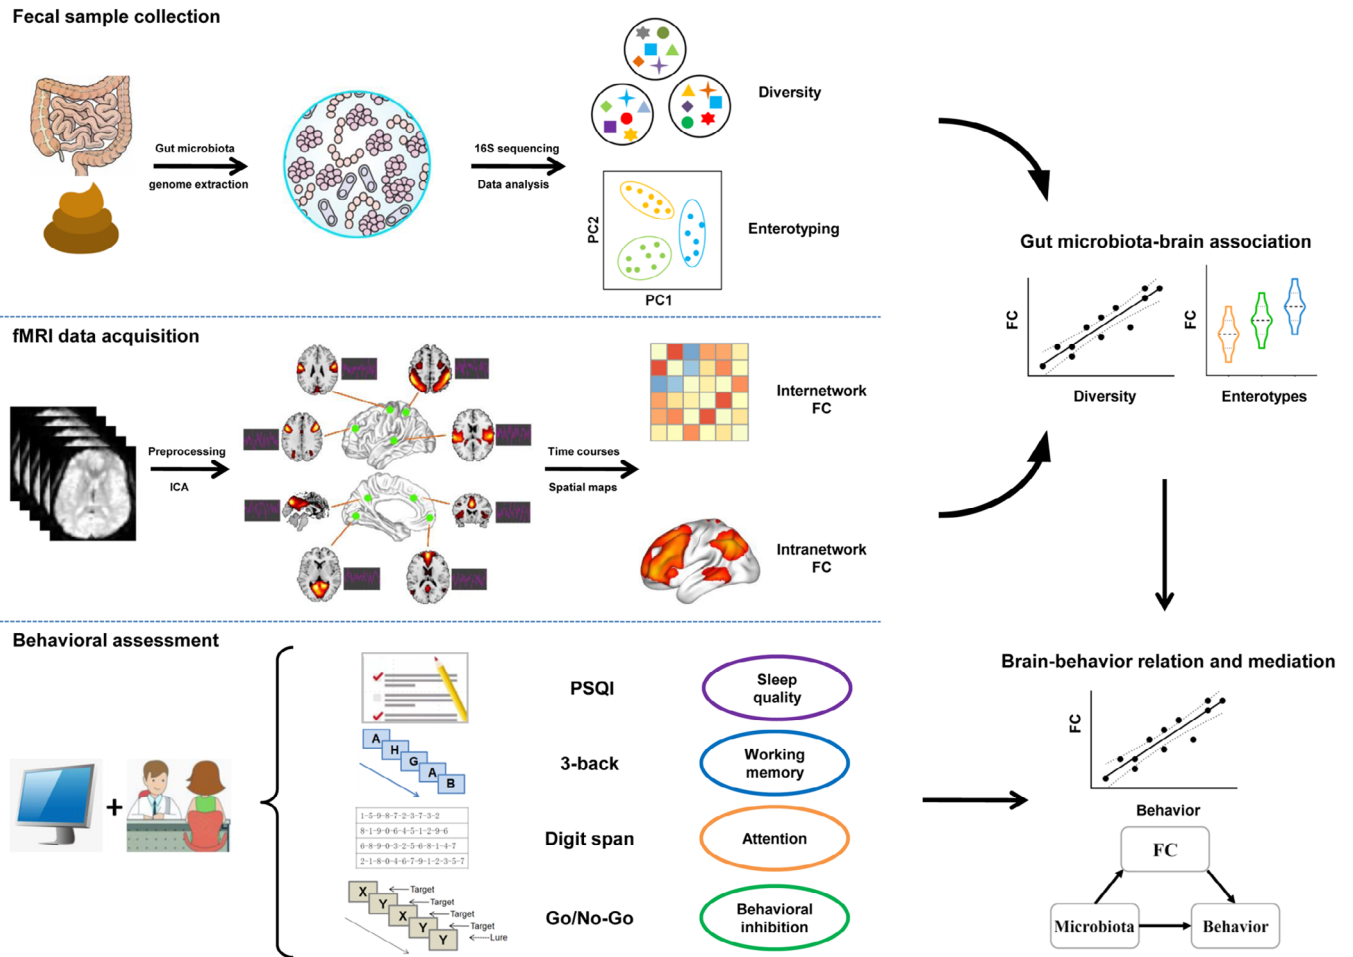 Fecal sample collection
Gut microbiota
genome extraction
16S sequencing
Data analysis
Diversity
PC2
PC1
Enterotyping
fMRI data acquisition
Preprocessing
ICA
Time courses
Spatial maps
Internetwork
FC
Intranetwork
FC
Gut microbiota-brain association
FC
Diversity
FC
Enterotypes
Behavioral assessment
+
PSQI
Sleep
quality
A
H
G
A
B
3-back
Working
memory
1-5-9-8-7-2-3-7-3-2
8-1-9-0-6-4-5-1-2-9-6
6-8-9-0-3-2-5-6-8-1-4-7
2-1-8-0-4-6-7-9-1-2-3-5-7
Digit span
Attention
X
Y
X
Y
Y
Target
Target
Target
Target
Lure
Go/No-Go
Behavioral
inhibition
Brain-behavior relation and mediation
FC
Behavior
FC
Microbiota
Behavior